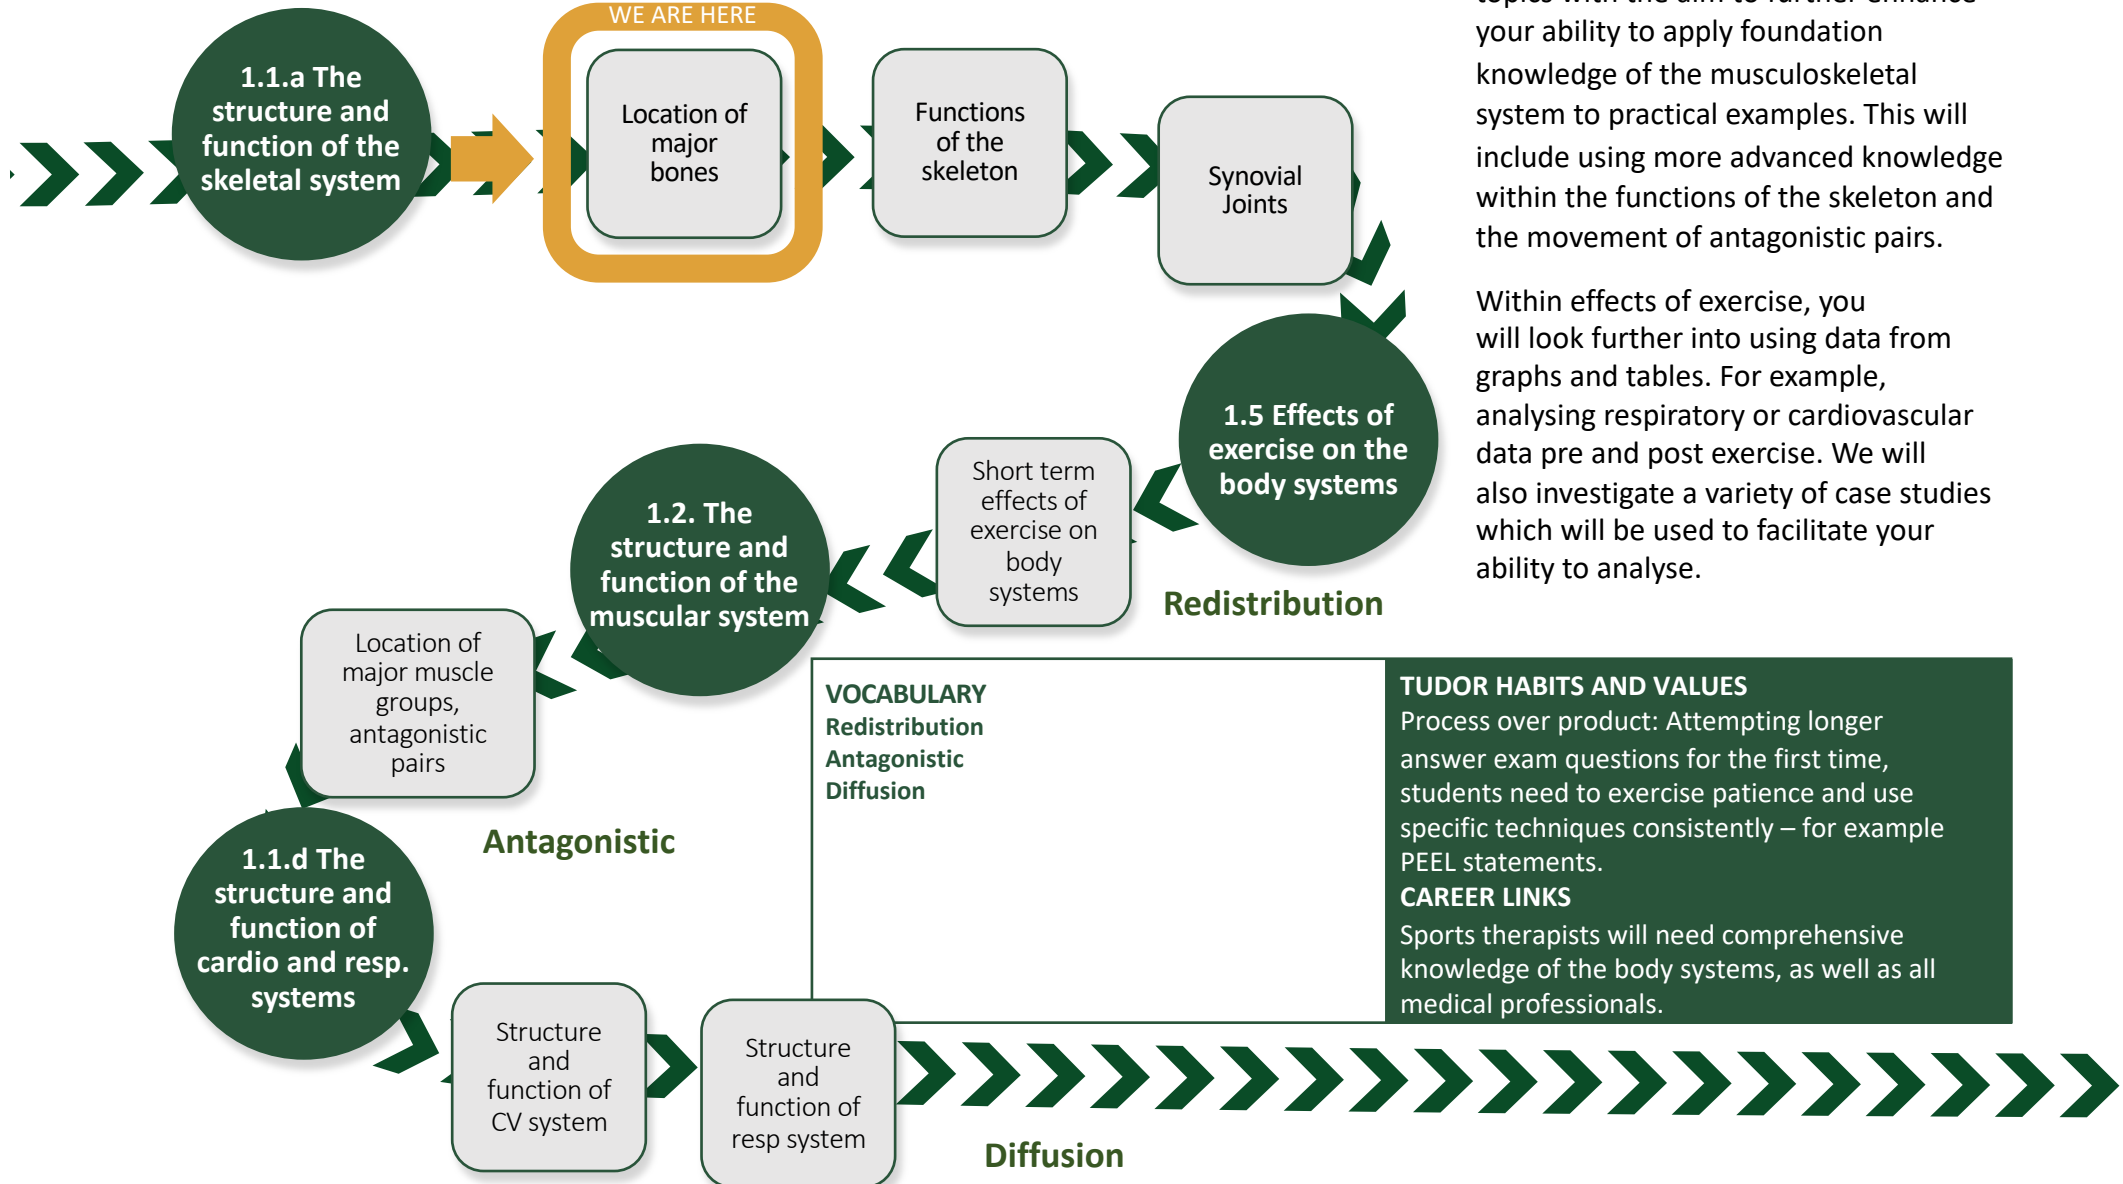 WE ARE HERE
1.1.a The
structure and
function of the
skeletal system
Location of
major
bones
Functions
of the
skeleton
Synovial
Joints
topics with the aim to further enhance
your ability to apply foundation
knowledge of the musculoskeletal
system to practical examples. This will
include using more advanced knowledge
within the functions of the skeleton and
the movement of antagonistic pairs.
Within effects of exercise, you
will look further into using data from
graphs and tables. For example,
analysing respiratory or cardiovascular
data pre and post exercise. We will
also investigate a variety of case studies
which will be used to facilitate your
ability to analyse.
1.5 Effects of
exercise on the
body systems
Short term
effects of
exercise on
body
systems
Redistribution
1.2. The
structure and
function of the
muscular system
Location of
major muscle
groups,
antagonistic
pairs
Antagonistic
1.1.d The
structure and
function of
cardio and resp.
systems
Structure
and
function of
CV system
Structure
and
function of
resp system
Diffusion
VOCABULARY
Redistribution
Antagonistic
Diffusion
TUDOR HABITS AND VALUES
Process over product: Attempting longer
answer exam questions for the first time,
students need to exercise patience and use
specific techniques consistently – for example
PEEL statements.
CAREER LINKS
Sports therapists will need comprehensive
knowledge of the body systems, as well as all
medical professionals.